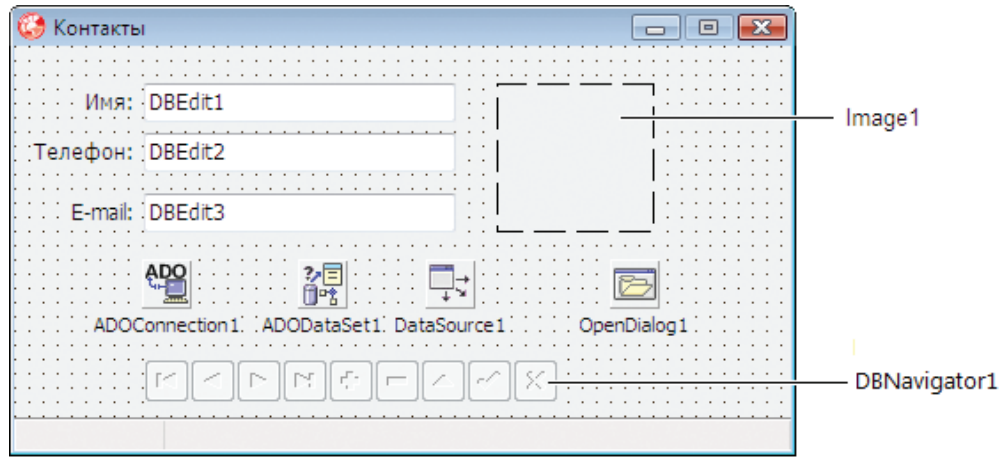 Контакты
Имя: DBEdit1
Image1
Телефон: DBEdit2
E-mail: DBEdit3
ADO
ADOConnection1 ADODataSet1 DataSource1 OpenDialog1
DBNavigator1